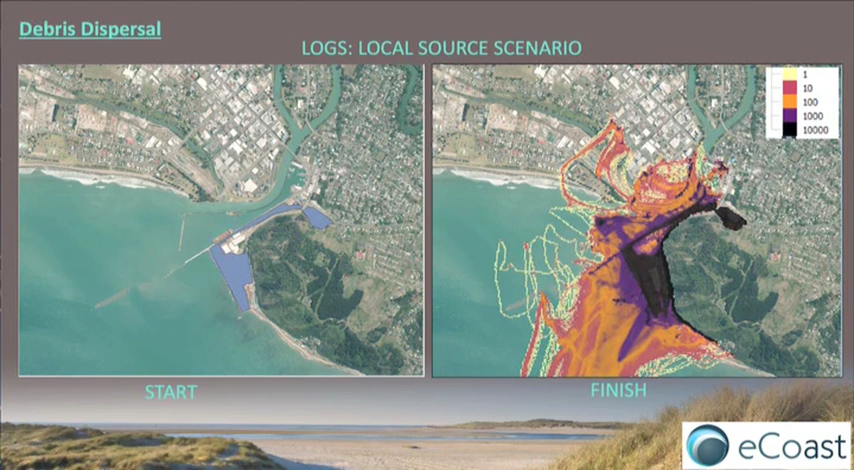 Debris Dispersal
LOGS: LOCAL SOURCE SCENARIO
1
10
100
1000
10000
START
FINISH
eCoast